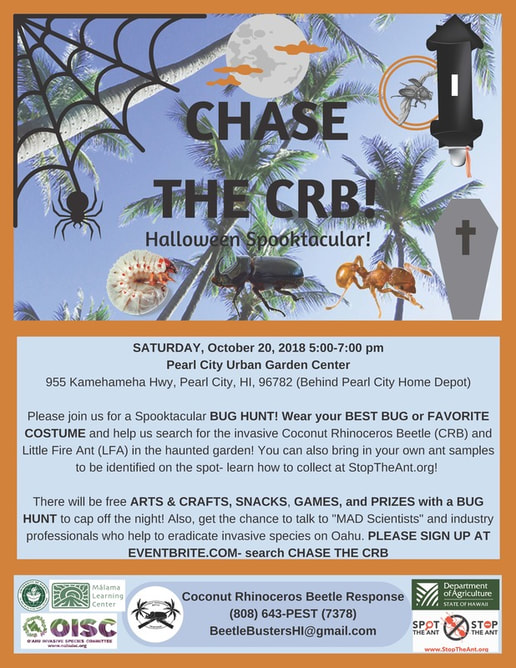 CHASE
THE CRB!
Halloween Spooktacular!
SATURDAY, October 20, 2018 5:00-7:00 pm
Pearl City Urban Garden Center
955 Kamehameha Hwy, Pearl City, HI, 96782 (Behind Pearl City Home Depot)
Please join us for a Spooktacular BUG HUNT! Wear your BEST BUG or FAVORITE
COSTUME and help us search for the invasive Coconut Rhinoceros Beetle (CRB) and
Little Fire Ant (LFA) in the haunted garden! You can also bring in your own ant samples
to be identified on the spot- learn how to collect at StopTheAnt.org!
There will be free ARTS & CRAFTS, SNACKS, GAMES, and PRIZES with a BUG
HUNT to cap off the night! Also, get the chance to talk to "MAD Scientists" and industry
professionals who help to eradicate invasive species on Oahu. PLEASE SIGN UP AT
EVENTBRITE.COM- search CHASE THE CRB
Mālama
Learning
Center
OISC
OʻAHU INVASIVE SPECIES COMMITTEE
Coconut Rhinoceros Beetle Response
(808) 643-PEST (7378)
BeetleBustersHI@gmail.com
Department
of Agriculture
STATE OF HAWAII
SPOT
THE ANT
STOP
THE ANT
www.StopTheAnt.org